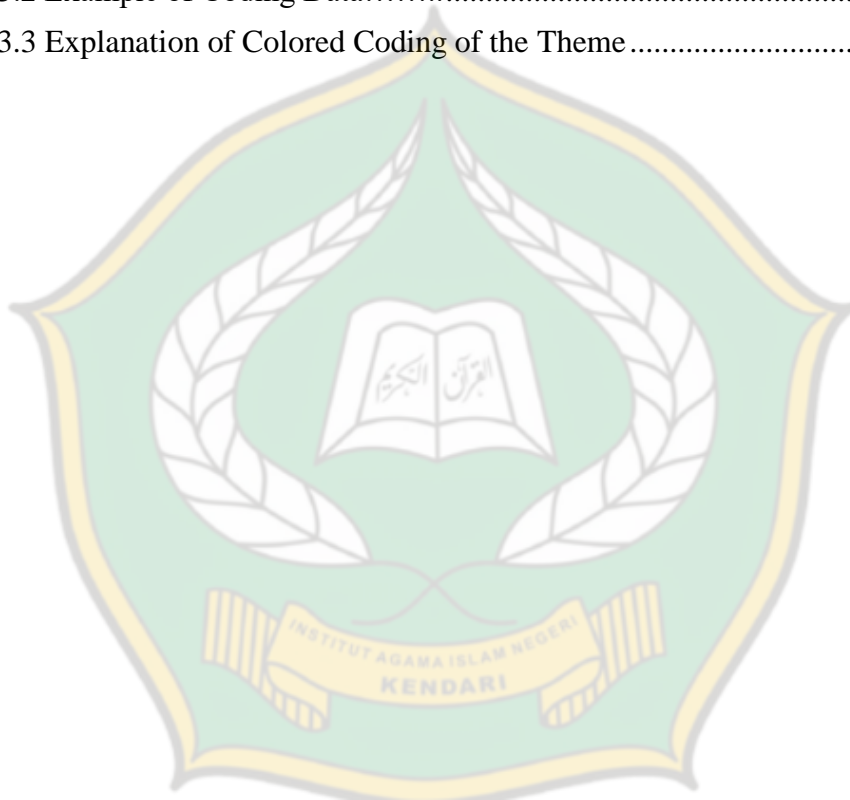 3.2 Example of Coding Data
3.3 Explanation of Colored Coding of the Theme..........................
القرآن
الكريم
INSTITUT AGAMA ISLAM NEGERI
KENDARI